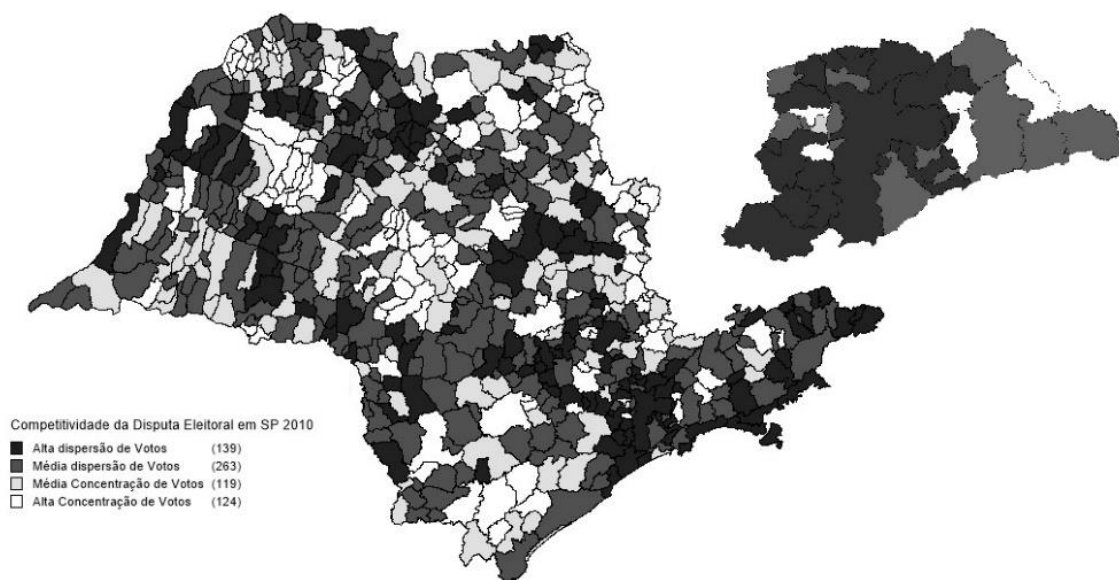 Competitividade da Disputa Eleitoral em SP 2010
Alta dispersão de Votos (139)
Média dispersão de Votos (263)
Média Concentração de Votos (119)
Alta Concentração de Votos (124)